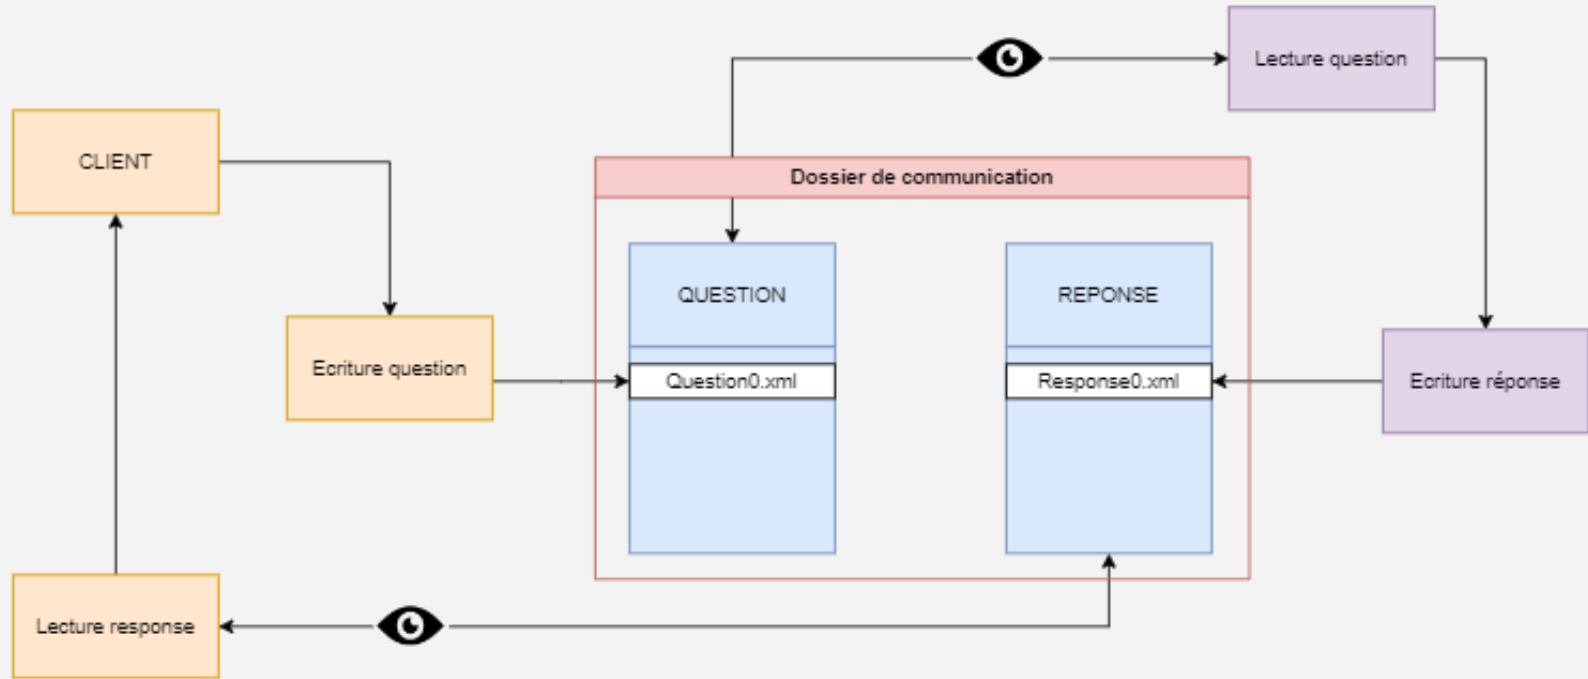 Lecture question
CLIENT
Dossier de communication
QUESTION
REPONSE
Ecriture question
Question0.xml
Response0.xml
Ecriture réponse
Lecture response